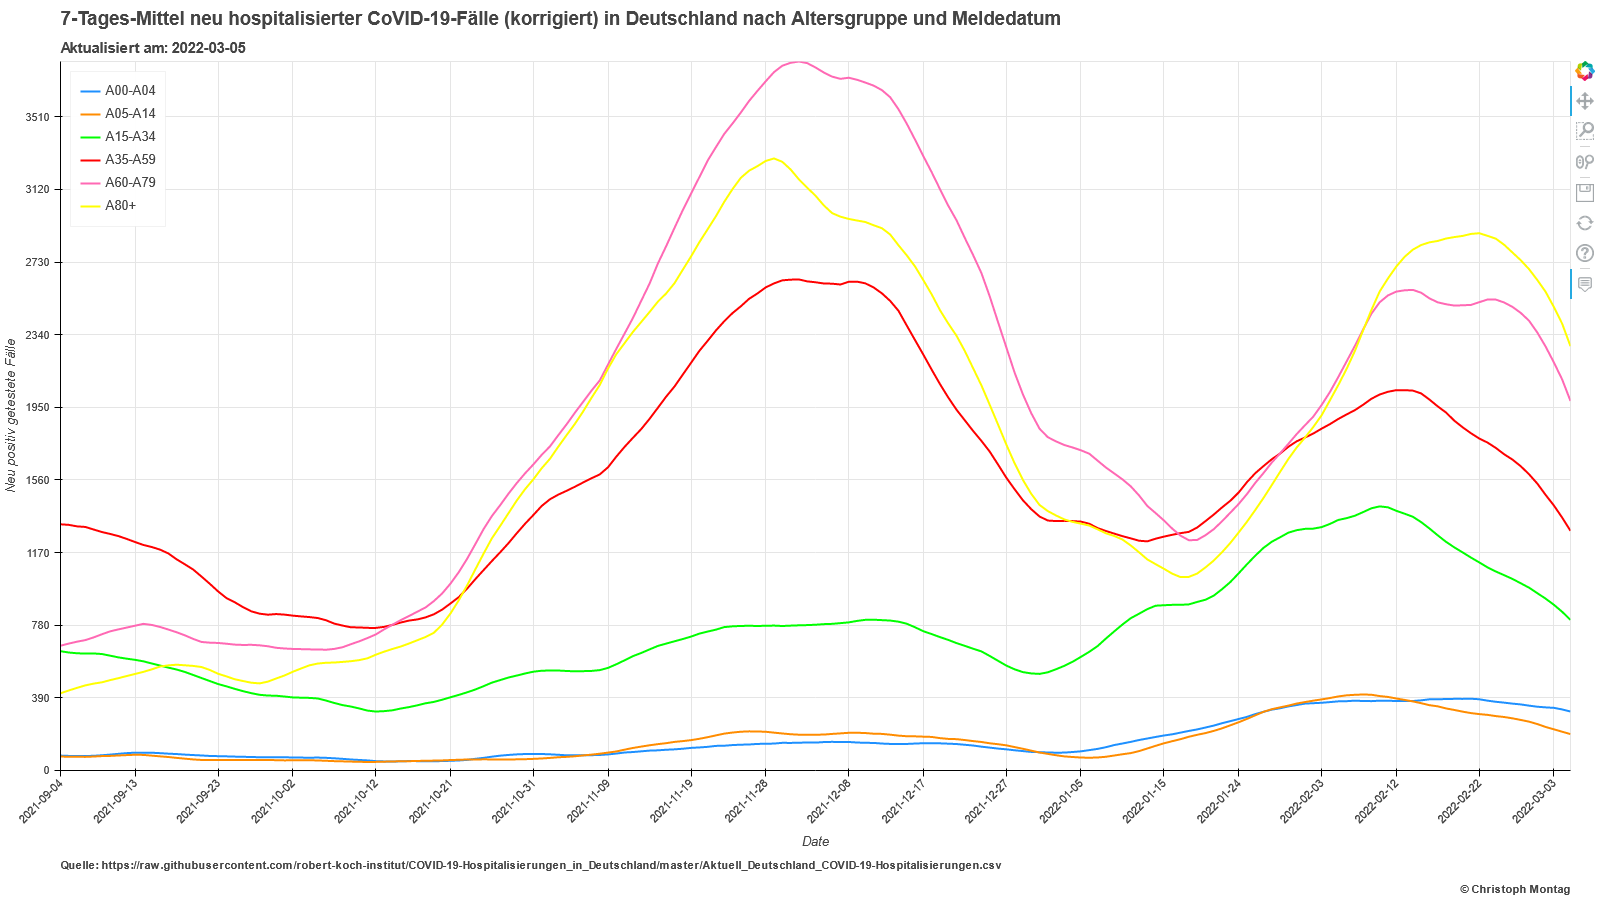 7-Tages-Mittel neu hospitalisierter CoVID-19-Fälle (korrigiert) in Deutschland nach Altersgruppe und Meldedatum
Aktualisiert am: 2022-03-05
A00-A04
A05-A14
A15-A34
A35-A59
A60-A79
A80+
Neu positiv getestete Fälle
3510
3120
2730
2340
1950
1560
1170
780
390
0
2021-09-04
2021-09-13
2021-09-23
2021-10-02
2021-10-12
2021-10-21
2021-10-31
2021-11-09
2021-11-19
2021-11-28
2021-12-08
2021-12-17
2021-12-27
2022-01-05
2022-01-15
2022-01-24
2022-02-03
2022-02-12
2022-02-22
2022-03-03
Date
Quelle: https://raw.githubusercontent.com/robert-koch-institut/COVID-19-Hospitalisierungen_in_Deutschland/master/Aktuell_Deutschland_COVID-19-Hospitalisierungen.csv
© Christoph Montag